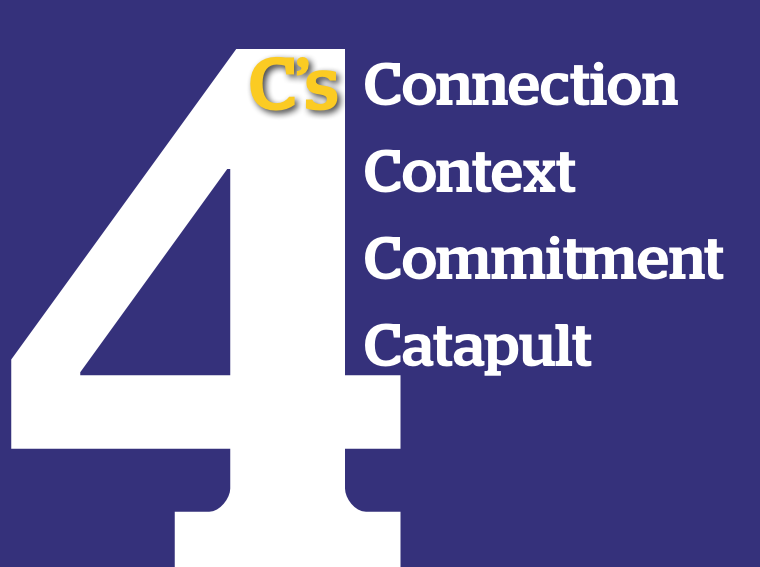 4 C’s
Connection
Context
Commitment
Catapult